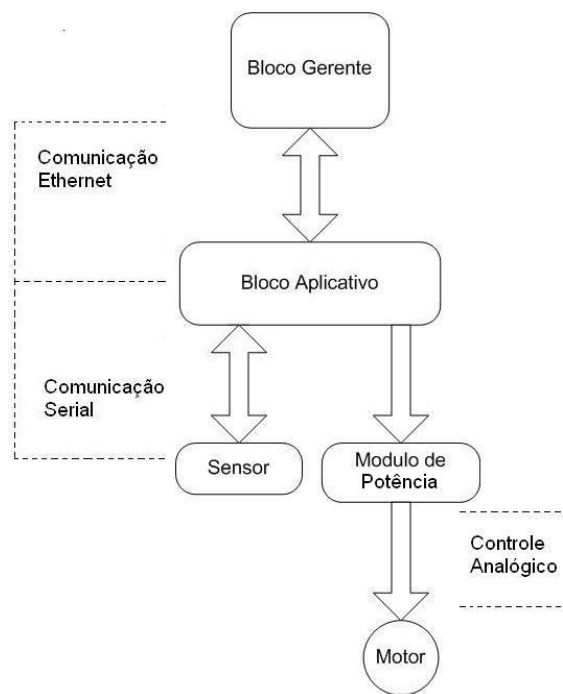 Bloco Gerente
Comunicação
Ethernet
Bloco Aplicativo
Comunicação
Serial
Sensor
Modulo de
Potência
Controle
Analógico
Motor